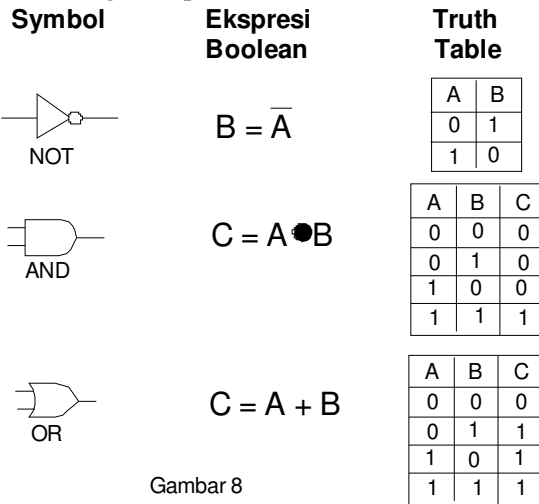 Symbol Ekspresi Boolean Truth Table
NOT
B = A̅
A B
0 1
1 0
AND
C = A●B
A B C
0 0 0
0 1 0
1 0 0
1 1 1
OR
C = A + B
A B C
0 0 0
0 1 1
1 0 1
1 1 1
Gambar 8